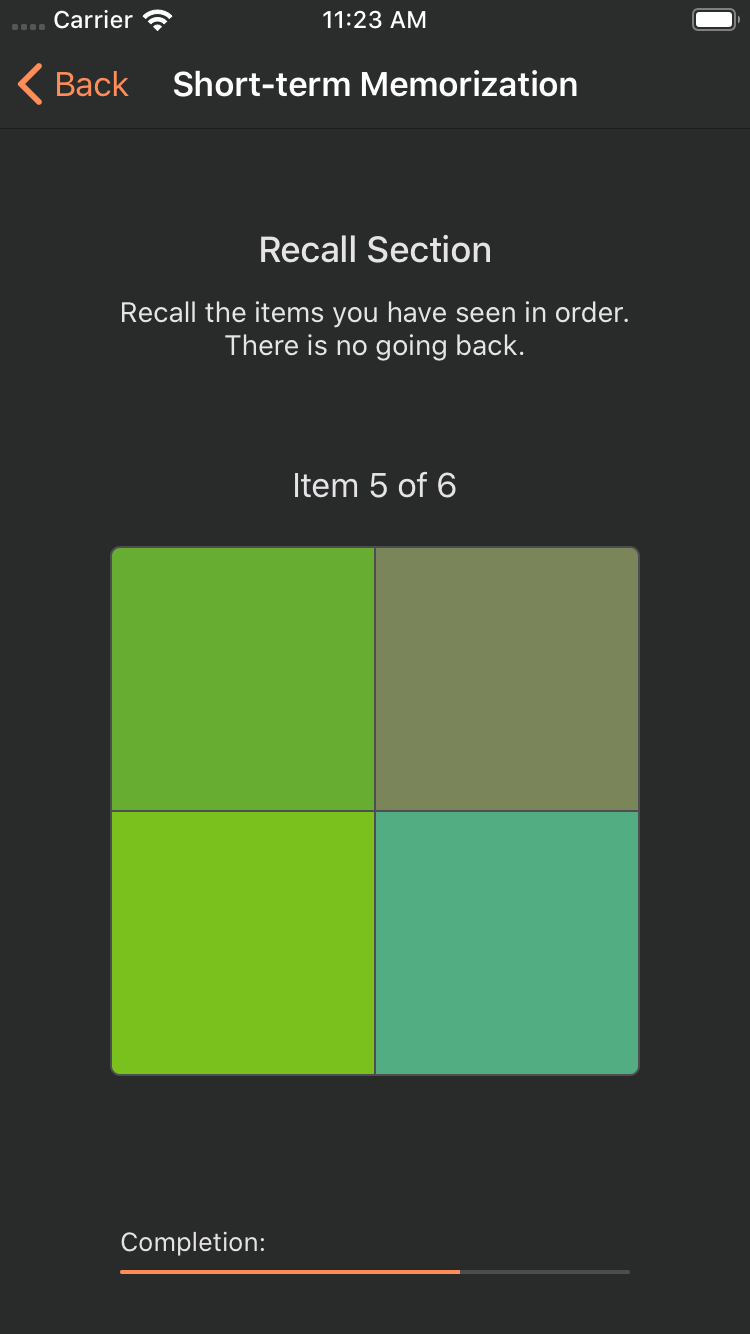 Carrier 11:23 AM
Back Short-term Memorization
Recall Section
Recall the items you have seen in order.
There is no going back.
Item 5 of 6
Completion: